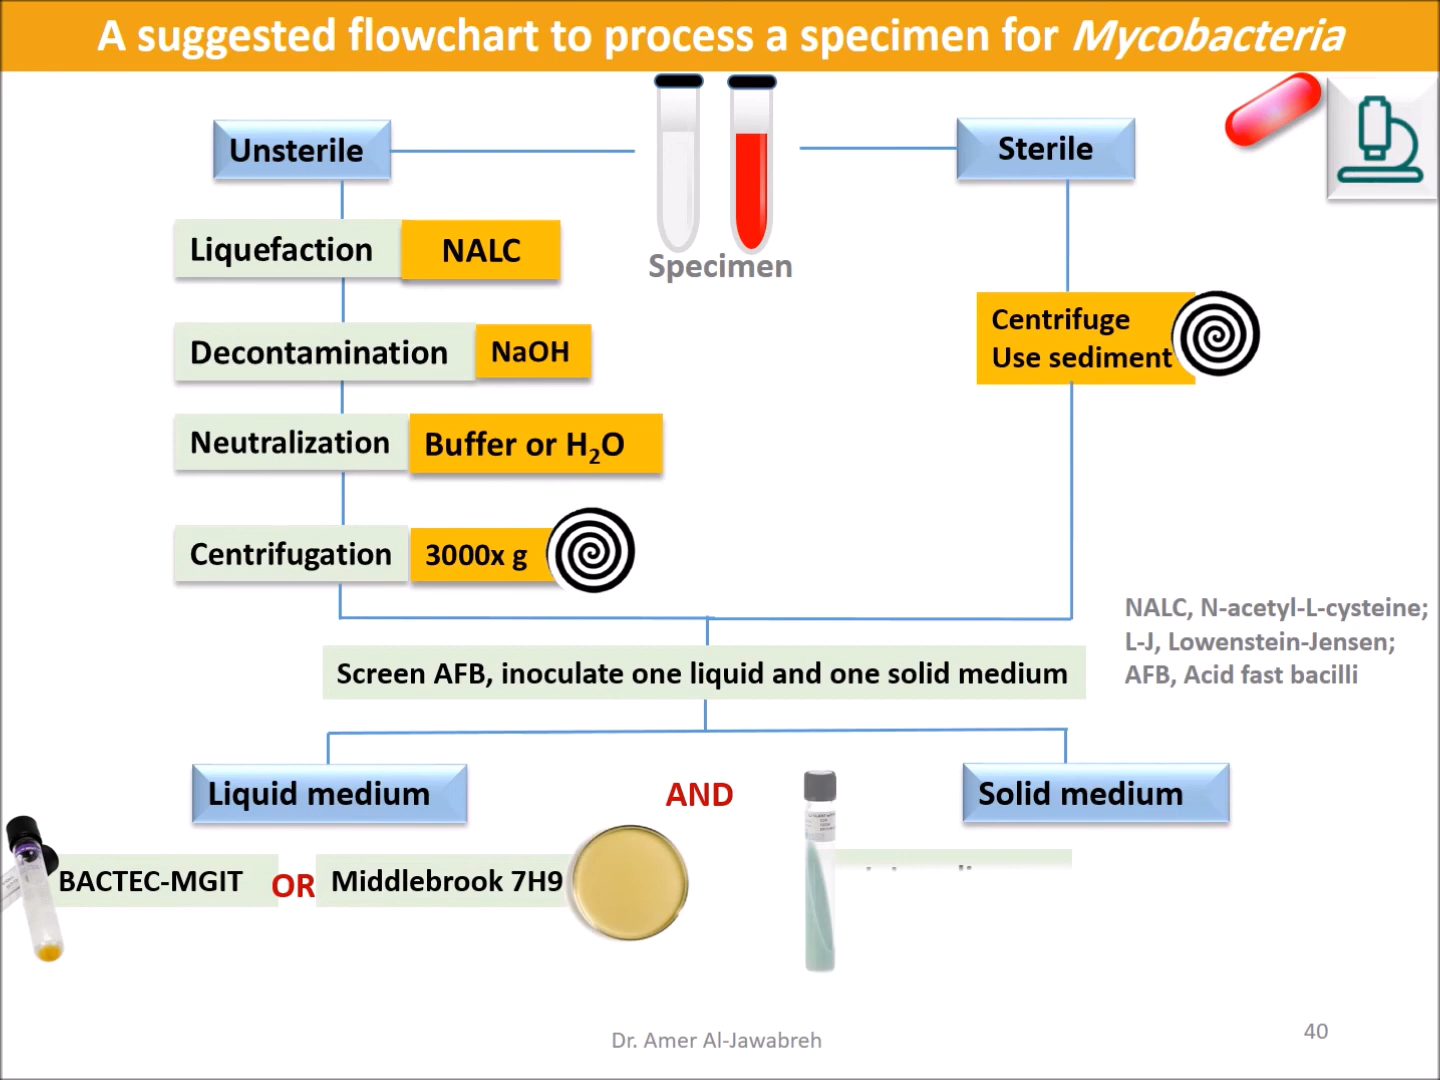 A suggested flowchart to process a specimen for Mycobacteria
Unsterile
Sterile
Liquefaction
NALC
Specimen
Centrifuge
Use sediment
Decontamination
NaOH
Neutralization
Buffer or H₂O
Centrifugation
3000x g
NALC, N-acetyl-L-cysteine;
L-J, Lowenstein-Jensen;
AFB, Acid fast bacilli
Screen AFB, inoculate one liquid and one solid medium
Liquid medium
AND
Solid medium
BACTEC-MGIT
OR
Middlebrook 7H9
Dr. Amer Al-Jawabreh
40